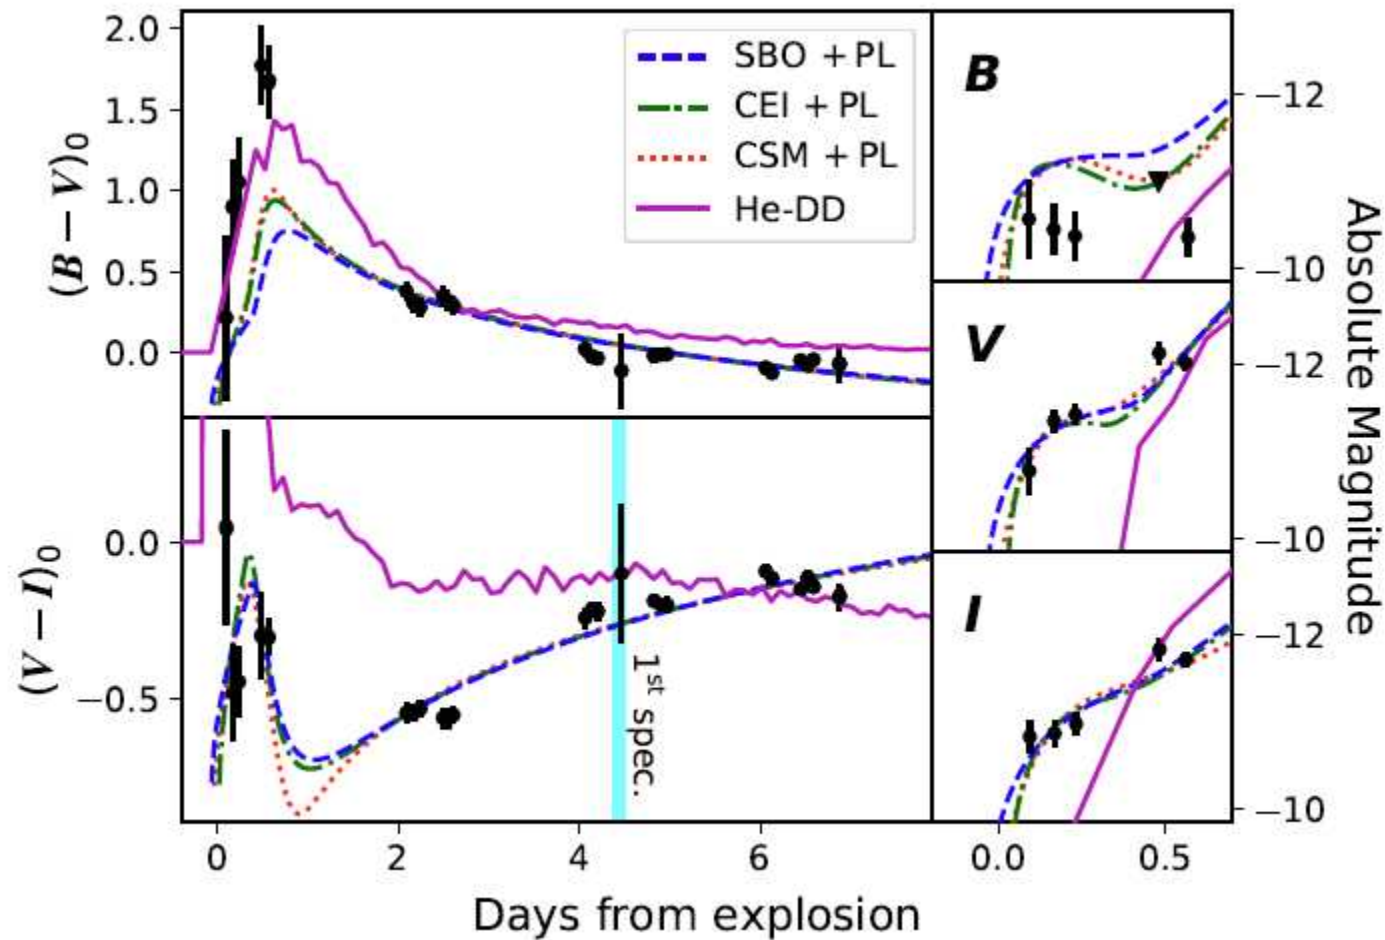 2.0
1.5
1.0
0.5
0.0
(B − V)₀
SBO + PL
CEI + PL
CSM + PL
He-DD
0.0
−0.5
(V − I)₀
1st spec.
0
2
4
6
Days from explosion
B
−12
−10
V
−12
−10
I
−12
−10
0.0
0.5
Absolute Magnitude